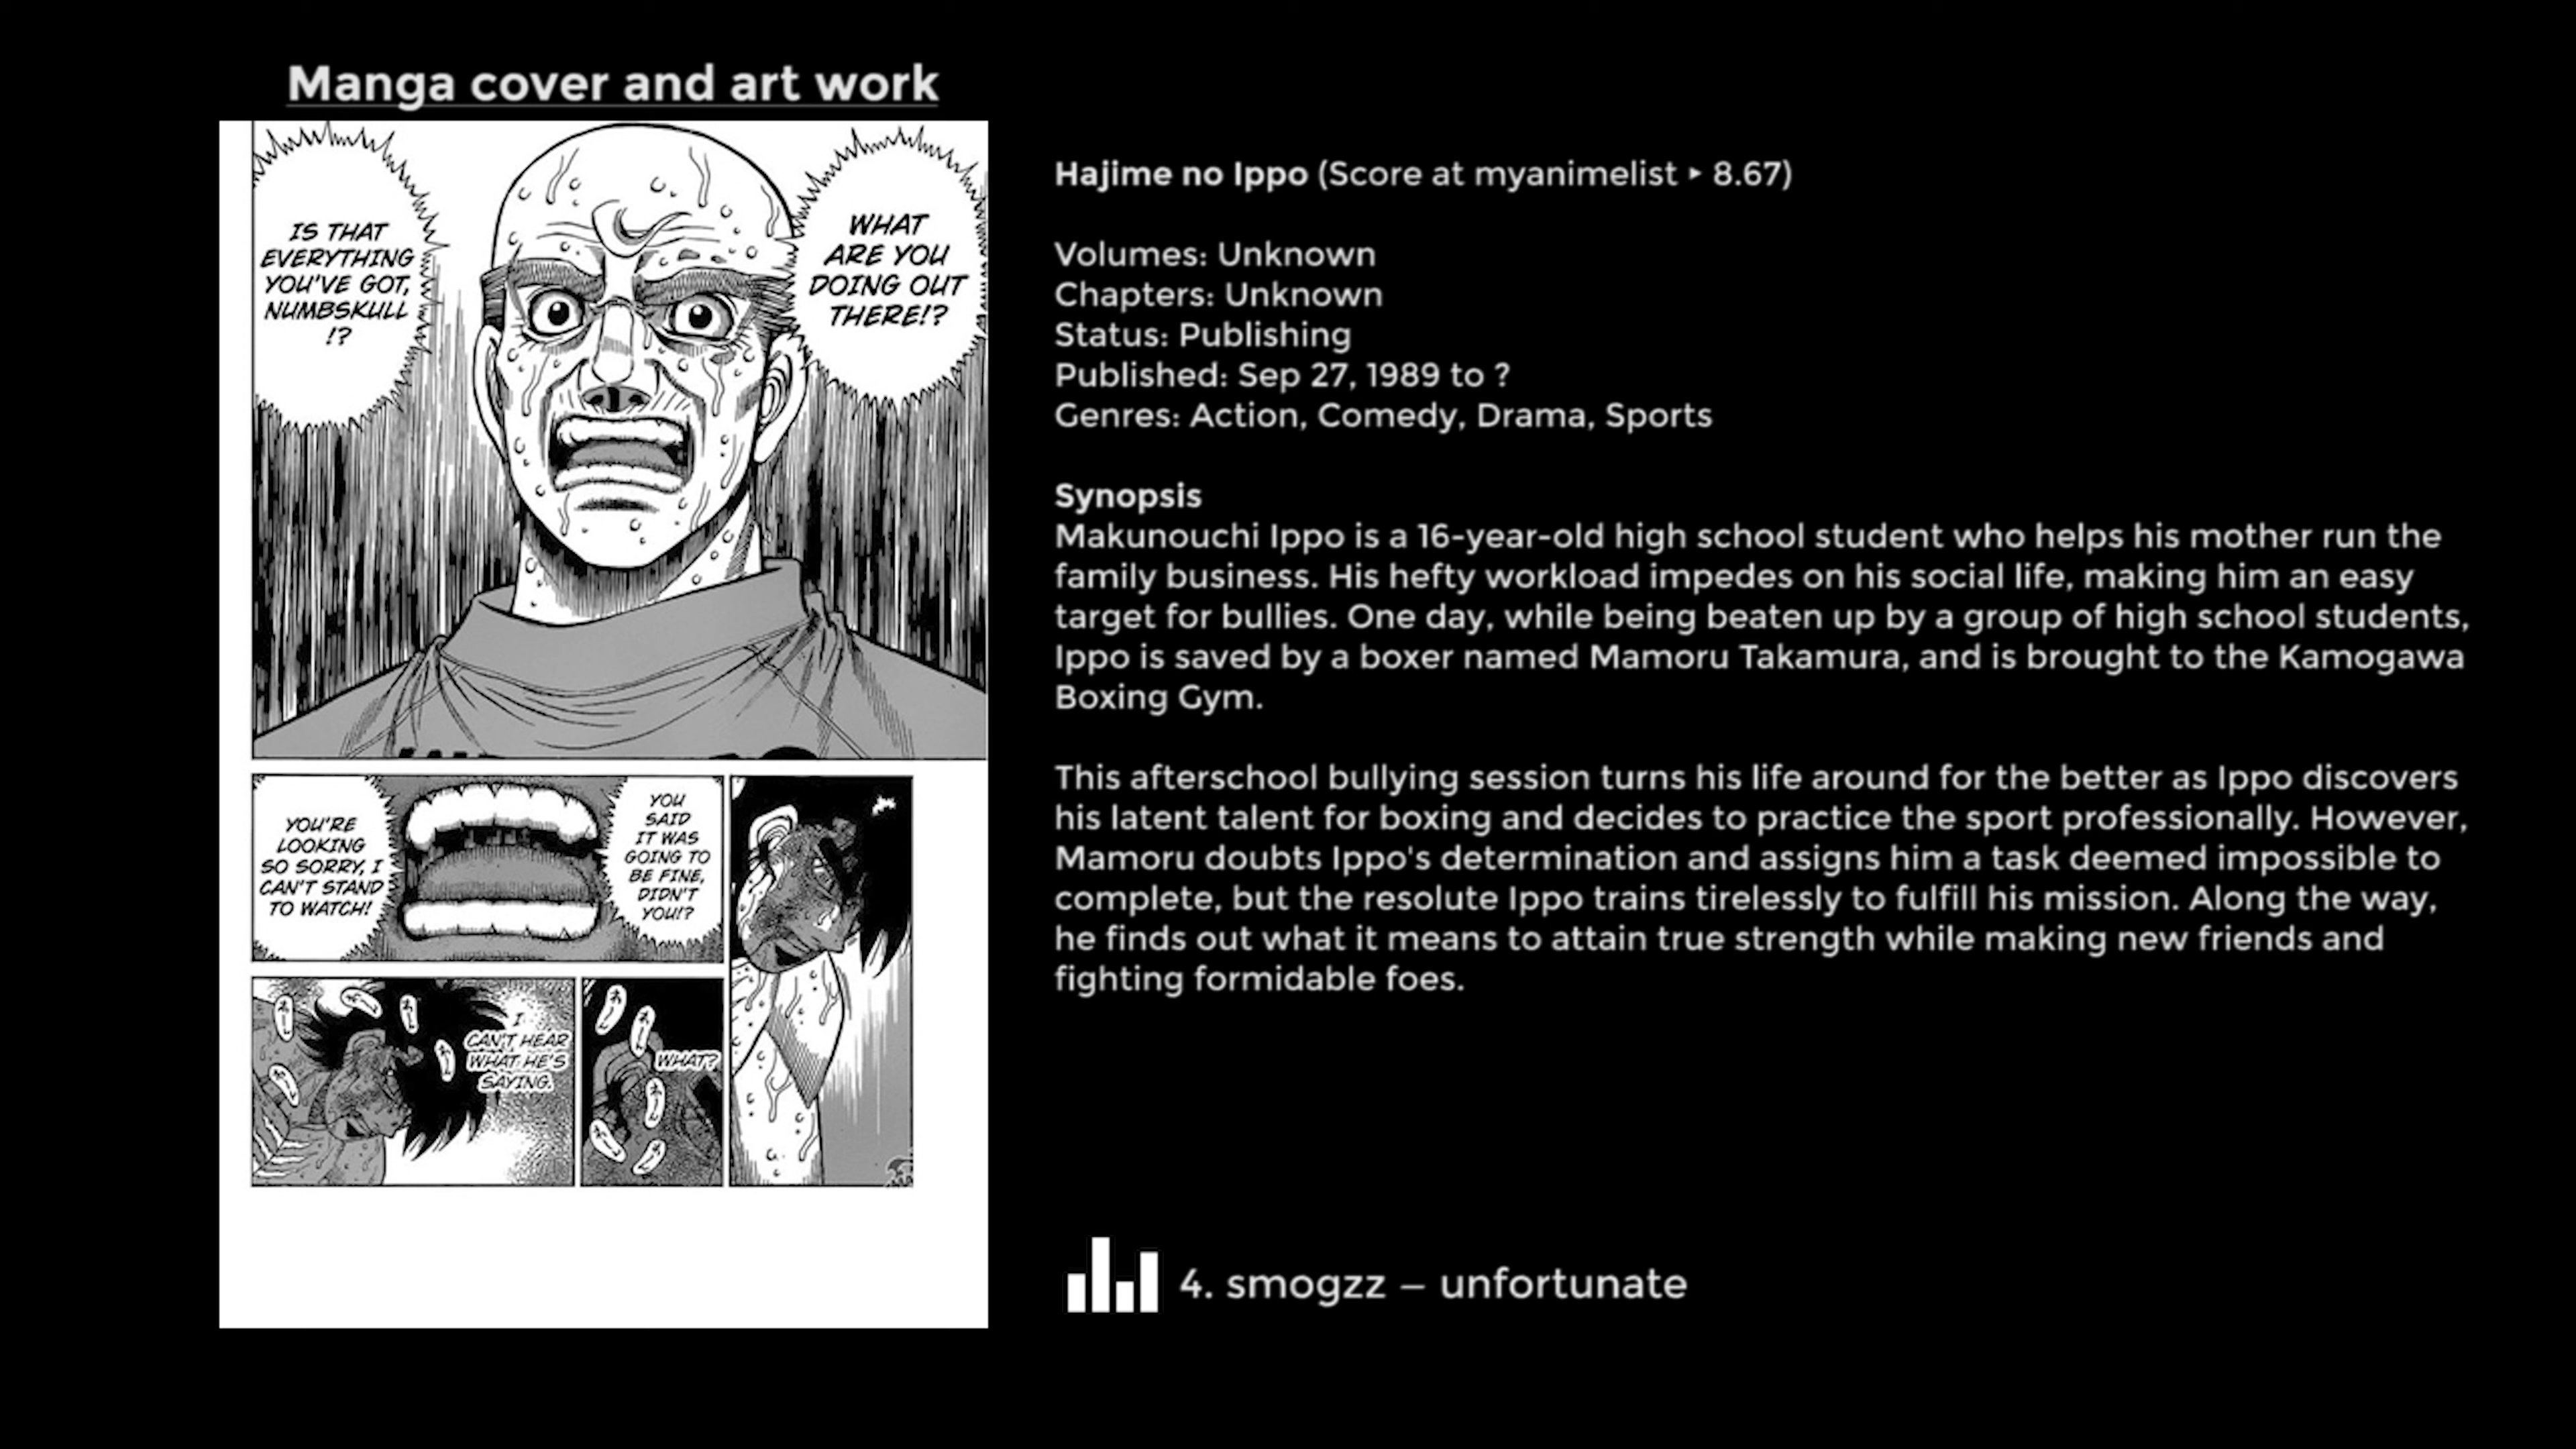 Manga cover and art work
WHAT
ARE YOU
DOING OUT
THERE!?
IS THAT
EVERYTHING
YOU'VE GOT,
NUMBSKULL
!?
YOU
SAID
IT WAS
GOING TO
BE FINE,
DIDN'T
YOU!?
YOU'RE
LOOKING
SO SORRY, I
CAN'T STAND
TO WATCH!
WHAT?
I
CAN'T HEAR
WHAT HE'S
SAYING.
Hajime no Ippo (Score at myanimelist ▸ 8.67)
Volumes: Unknown
Chapters: Unknown
Status: Publishing
Published: Sep 27, 1989 to ?
Genres: Action, Comedy, Drama, Sports
Synopsis
Makunouchi Ippo is a 16-year-old high school student who helps his mother run the
family business. His hefty workload impedes on his social life, making him an easy
target for bullies. One day, while being beaten up by a group of high school students,
Ippo is saved by a boxer named Mamoru Takamura, and is brought to the Kamogawa
Boxing Gym.
This afterschool bullying session turns his life around for the better as Ippo discovers
his latent talent for boxing and decides to practice the sport professionally. However,
Mamoru doubts Ippo's determination and assigns him a task deemed impossible to
complete, but the resolute Ippo trains tirelessly to fulfill his mission. Along the way,
he finds out what it means to attain true strength while making new friends and
fighting formidable foes.
4. smogzz – unfortunate